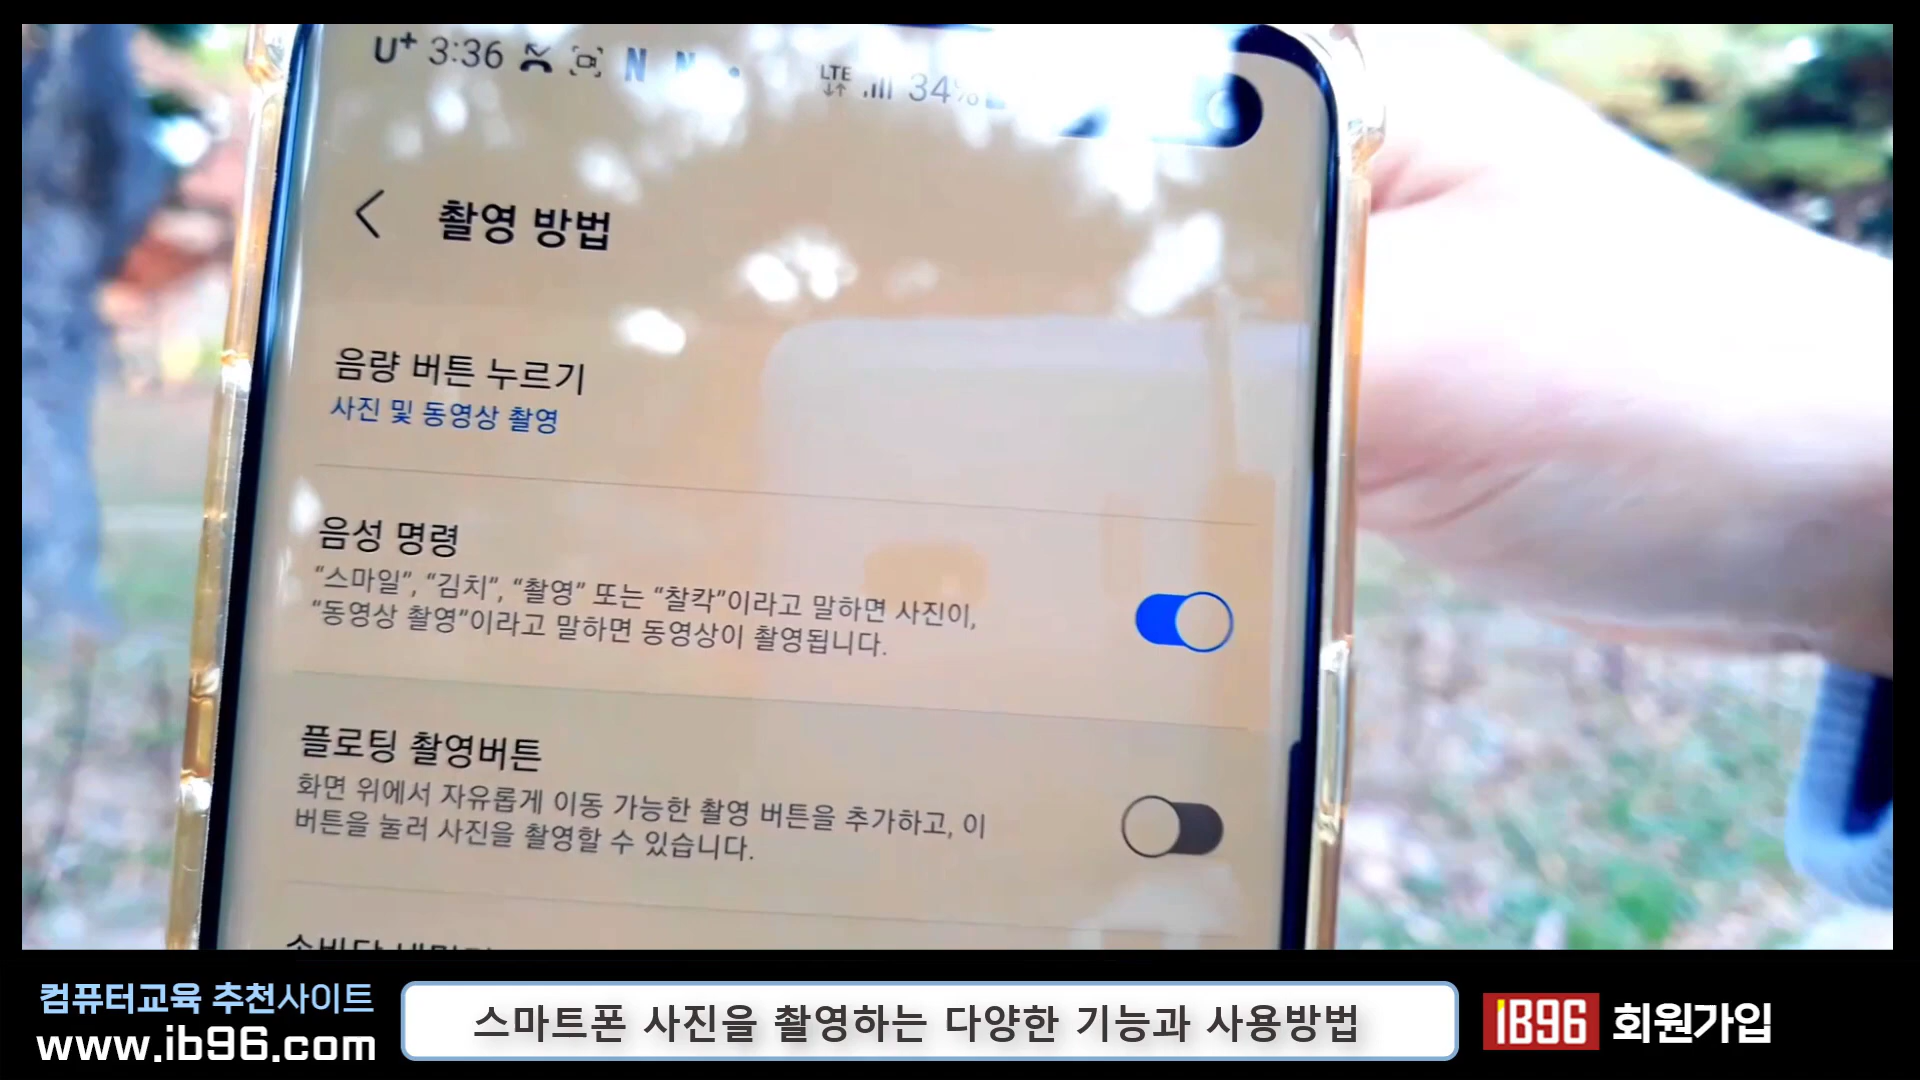 U+ 3:36 N N LTE 34%
촬영 방법
음량 버튼 누르기
사진 및 동영상 촬영
음성 명령
“스마일”, “김치”, “촬영” 또는 “찰칵”이라고 말하면 사진이,
“동영상 촬영”이라고 말하면 동영상이 촬영됩니다.
플로팅 촬영버튼
화면 위에서 자유롭게 이동 가능한 촬영 버튼을 추가하고, 이
버튼을 눌러 사진을 촬영할 수 있습니다.
컴퓨터교육 추천사이트
www.ib96.com
스마트폰 사진을 촬영하는 다양한 기능과 사용방법
IB96 회원가입